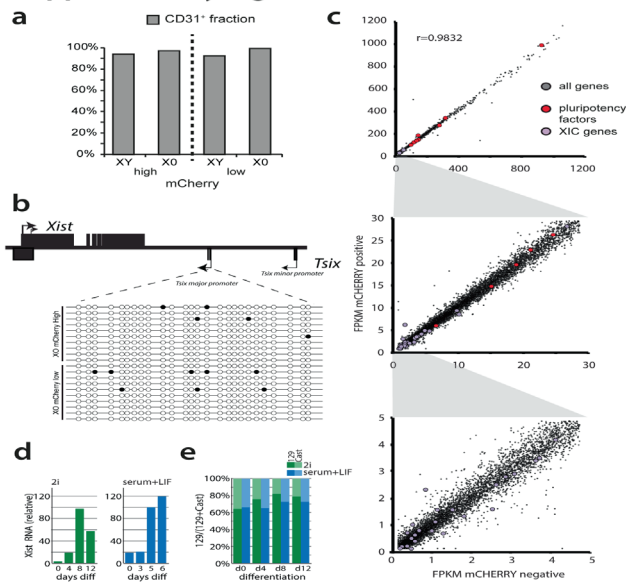 a
CD31⁺ fraction
100%
80%
60%
40%
20%
0%
XY X0 XY X0
high low
mCherry
b
Xist
Tsix
Tsix major promoter
Tsix minor promoter
XO mCherry High
XO mCherry low
c
1200
1000
800
600
400
200
0
0 400 800 1200
r=0.9832
all genes
pluripotency
factors
XIC genes
FPKM mCHERRY positive
30
25
20
15
10
5
0
0 10 20 30
5
4
3
2
1
0
0 1 2 3 4 5
FPKM mCHERRY negative
d
2i
serum+LIF
Xist RNA (relative)
120
80
40
0
0 4 8 12
days diff
120
80
40
0
0 3 5 6
days diff
e
129
Cast
2i
serum+LIF
129/(129+Cast)
100%
80%
60%
40%
20%
0%
d0 d4 d8 d12
differentiation